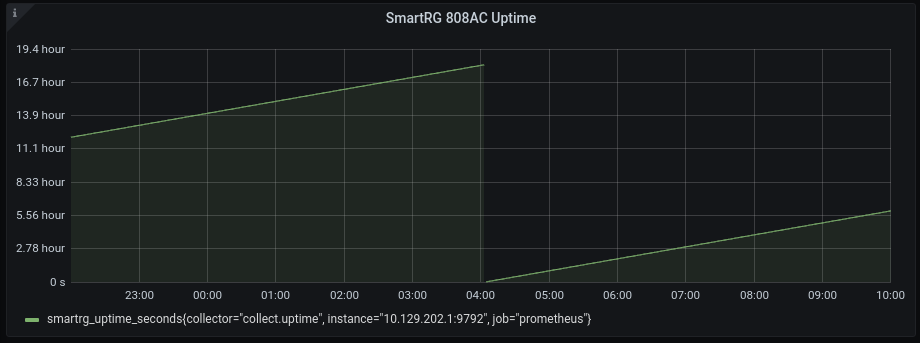 i
SmartRG 808AC Uptime
19.4 hour
16.7 hour
13.9 hour
11.1 hour
8.33 hour
5.56 hour
2.78 hour
0 s
23:00 00:00 01:00 02:00 03:00 04:00 05:00 06:00 07:00 08:00 09:00 10:00
smartrg_uptime_seconds{collector="collect.uptime", instance="10.129.202.1:9792", job="prometheus"}